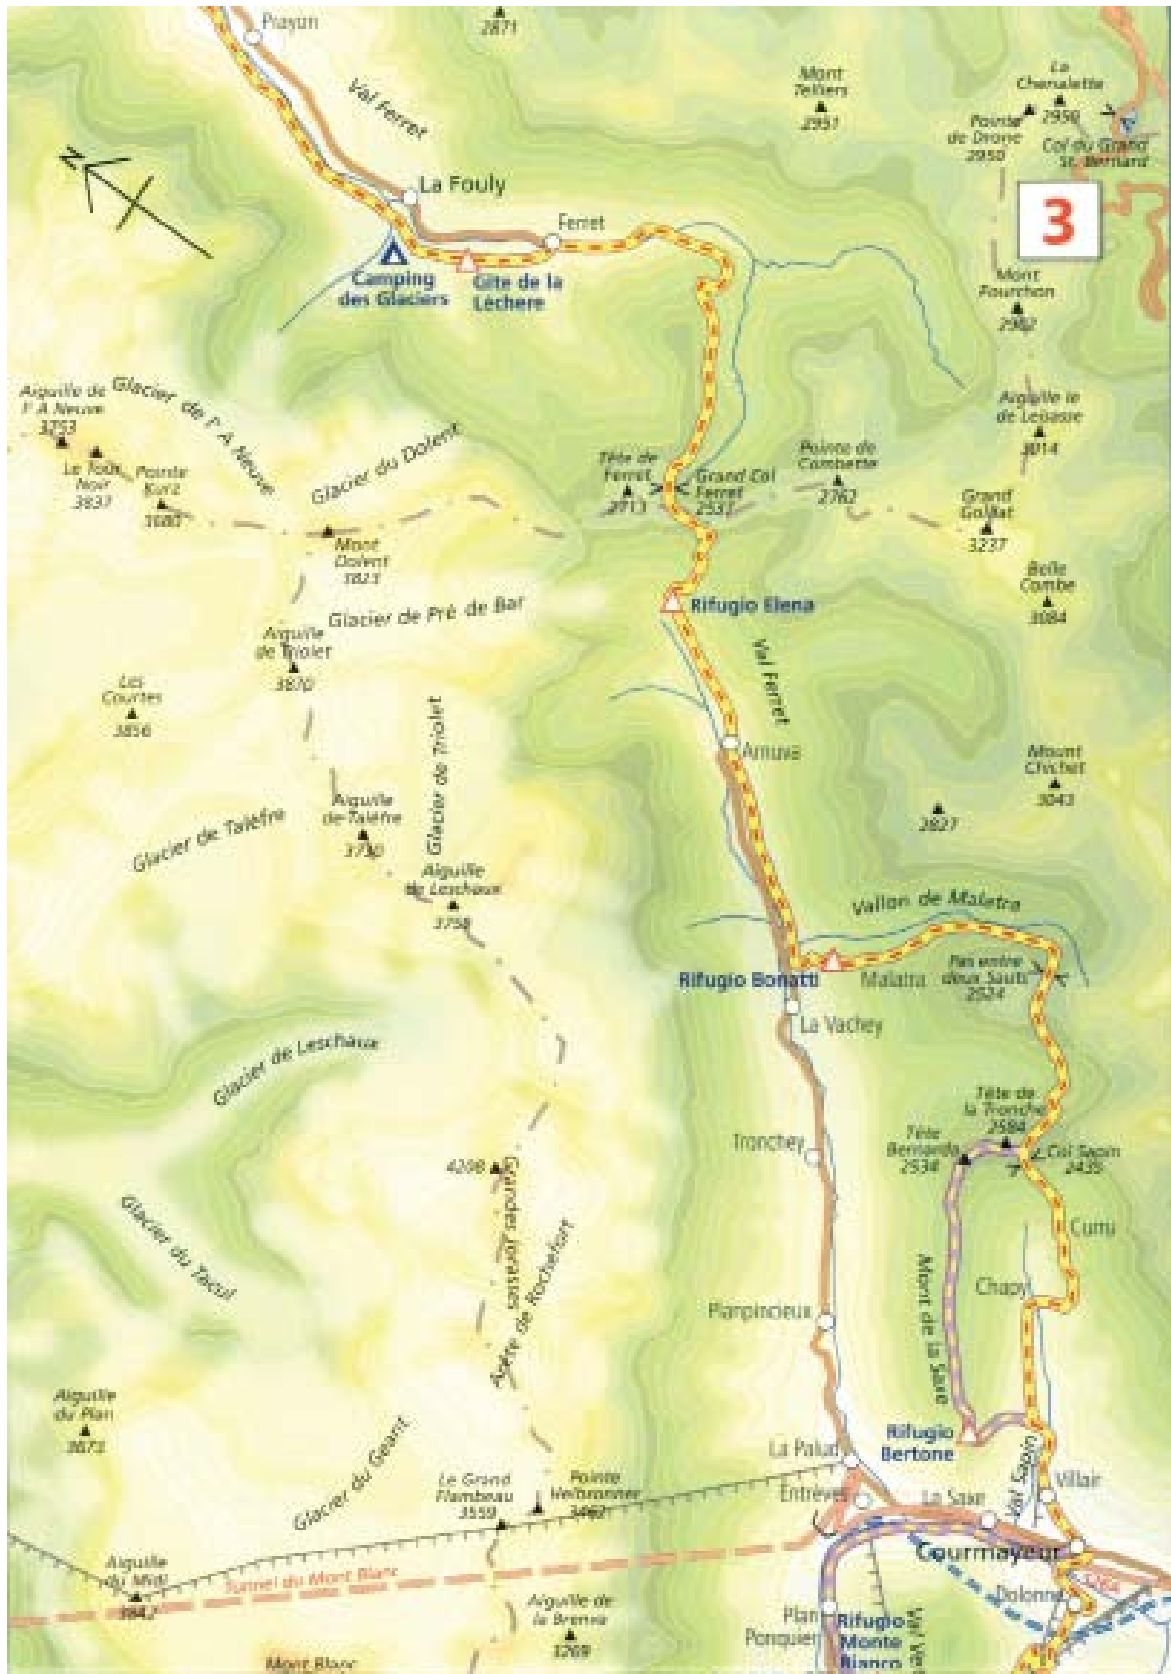 Prayon
2871
Val Ferret
Mont
Telliers
2951
La
Chenalette
2950
Pointe
de Drone
2950
Col du Grand
St. Bernard
N
La Fouly
Ferret
3
Camping
des Glaciers
Gîte de la
Léchère
Mont
Fourchon
2902
Aiguille de
l' A Neuve
3753
Glacier de l' A Neuve
Glacier du Dolent
Le Tour
Noir
3837
Pointe
Kurz
3680
Tête de
Ferret
2713
Grand Col
Ferret
2537
Pointe de
Combette
2762
3014
Grand
Golliat
3237
Mont
Dolent
3823
Belle
Combe
3084
Glacier de Pré de Bar
Rifugio Elena
Aiguille
de Triolet
3870
Val Ferret
Les
Courtes
3856
Glacier de Triolet
Arnuva
Mount
Chichet
3043
Aiguille
de Talèfre
3730
Glacier de Talèfre
2827
Aiguille
de Leschaux
3759
Vallon de Malatra
Rifugio Bonatti
Malatra
Pas entre
deux Sauts
2524
La Vachey
Glacier de Leschaux
Tête de
la Tronche
2584
Tronchey
Tête
Bernarda
2534
Col Sapin
2435
4208
Grandes Jorasses
Arête de Rochefort
Glacier du Tacul
Curru
Chapy
Mont de la Saxe
Planpincieux
Aiguille
du Plan
3673
Rifugio
Bertone
Glacier du Géant
La Palud
Le Grand
Flambeau
3559
Pointe
Helbronner
3462
Entrèves
La Saxe
Val Sapin
Villair
Courmayeur
Aiguille
du Midi
3842
Tunnel du Mont Blanc
Dolonne
Aiguille de
la Brenva
3269
Plan
Ponquier
Rifugio
Monte
Bianco
Mont Blanc